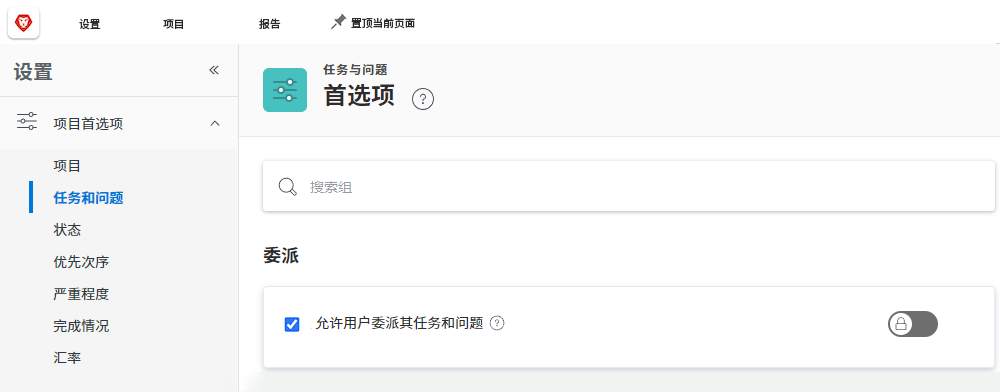 设置
项目
报告
置顶当前页面
设置
任务与问题
首选项
项目首选项
项目
任务和问题
状态
优先次序
严重程度
完成情况
汇率
搜索组
委派
允许用户委派其任务和问题